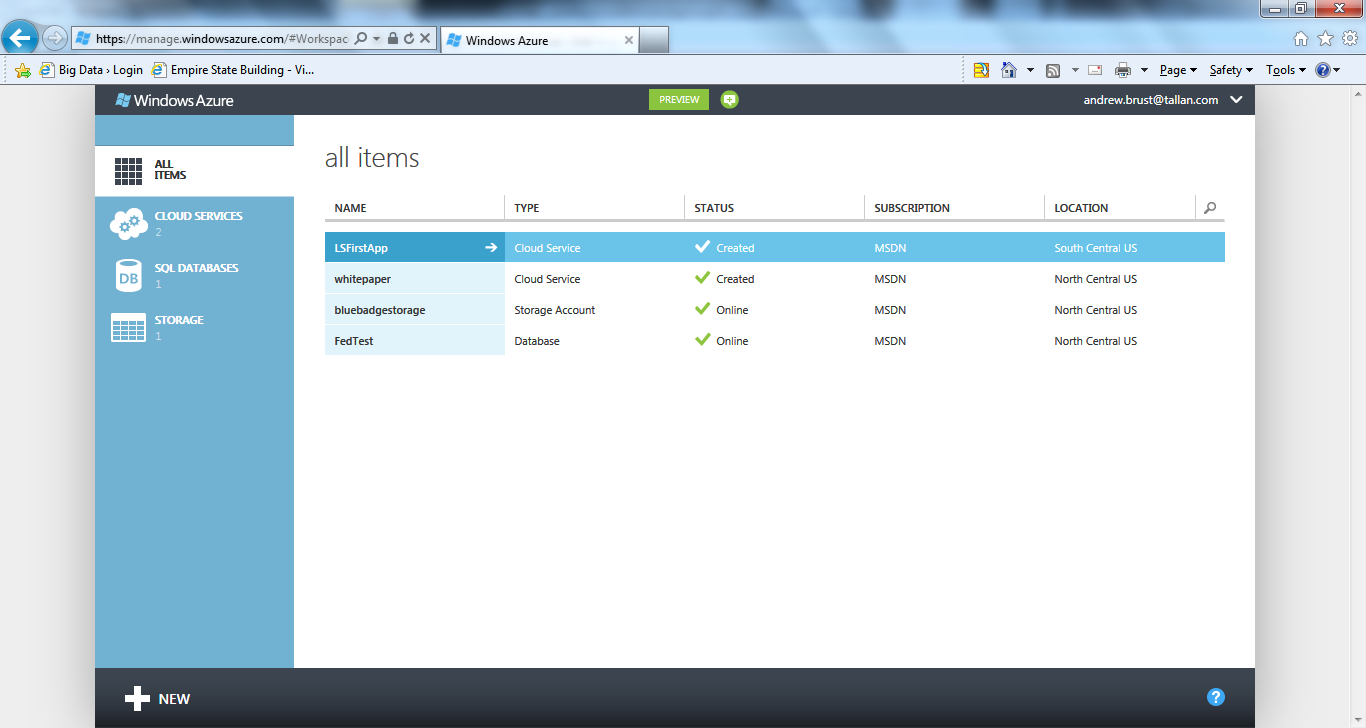 https://manage.windowsazure.com/#Workspac
Windows Azure
Big Data › Login
Empire State Building - Vi...
Page
Safety
Tools
Windows Azure
PREVIEW
andrew.brust@tallan.com
ALL
ITEMS
CLOUD SERVICES
2
DB
SQL DATABASES
1
STORAGE
1
all items
NAME TYPE STATUS SUBSCRIPTION LOCATION
LSFirstApp Cloud Service Created MSDN South Central US
whitepaper Cloud Service Created MSDN North Central US
bluebadgestorage Storage Account Online MSDN North Central US
FedTest Database Online MSDN North Central US
NEW
?